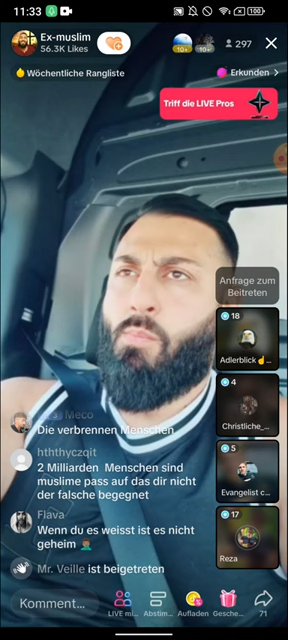 11:33
100
Ex-muslim
56.3K Likes
10+
10+
297
Wöchentliche Rangliste
Erkunden >
Triff die LIVE Pros
Anfrage zum
Beitreten
18
Adlerblick☝️...
4
Christliche_...
5
Evangelist c...
17
Reza
Meco
Die verbrennen Menschen
hththyczqit
2 Milliarden Menschen sind
muslime pass auf das dir nicht
der falsche begegnet
Flava
Wenn du es weisst ist es nicht
geheim 🤦🏽‍♂️
Mr. Veille ist beigetreten
Komment...
LIVE mi...
Abstim...
Aufladen
Gesche...
71